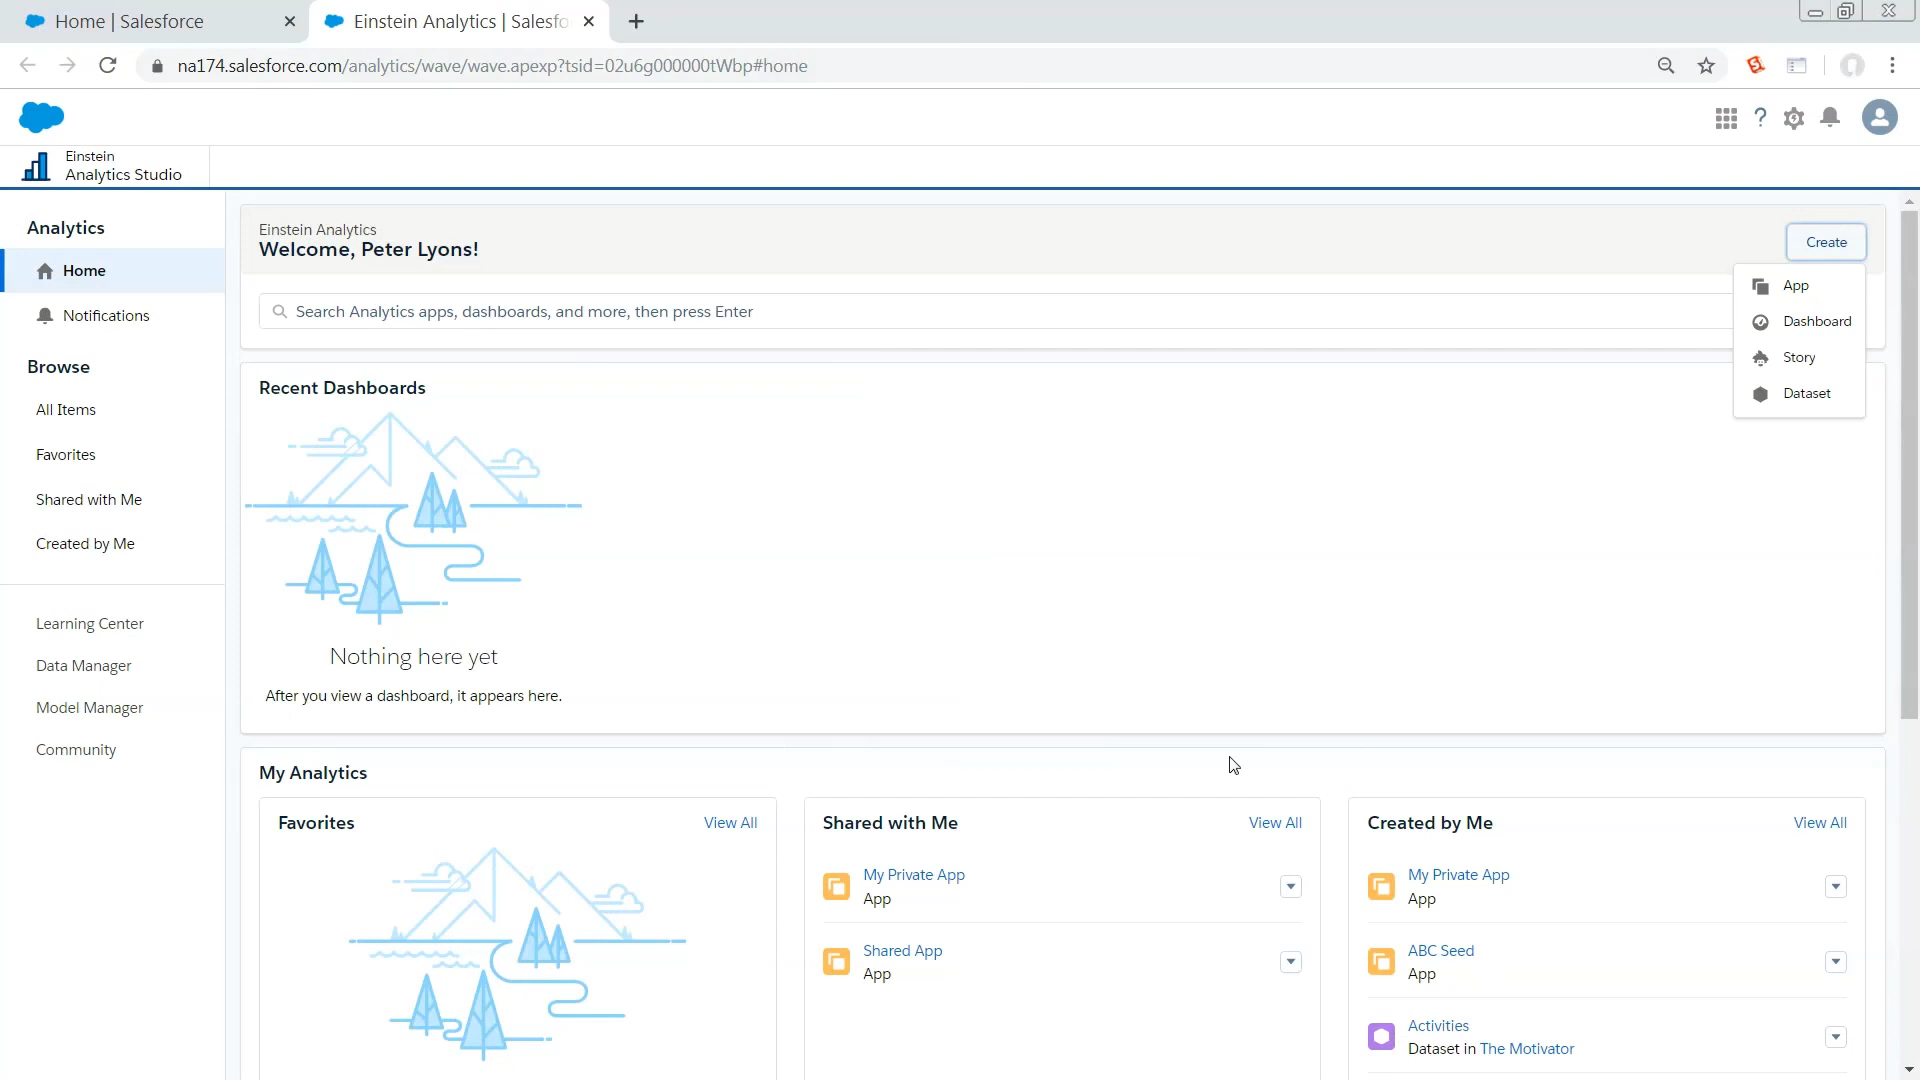 Home | Salesforce
Einstein Analytics | Salesfo
na174.salesforce.com/analytics/wave/wave.apexp?tsid=02u6g000000tWbp#home
Einstein
Analytics Studio
Analytics
Home
Notifications
Browse
All Items
Favorites
Shared with Me
Created by Me
Learning Center
Data Manager
Model Manager
Community
Einstein Analytics
Welcome, Peter Lyons!
Create
App
Dashboard
Story
Dataset
Search Analytics apps, dashboards, and more, then press Enter
Recent Dashboards
Nothing here yet
After you view a dashboard, it appears here.
My Analytics
Favorites
View All
Shared with Me
View All
My Private App
App
Shared App
App
Created by Me
View All
My Private App
App
ABC Seed
App
Activities
Dataset in The Motivator